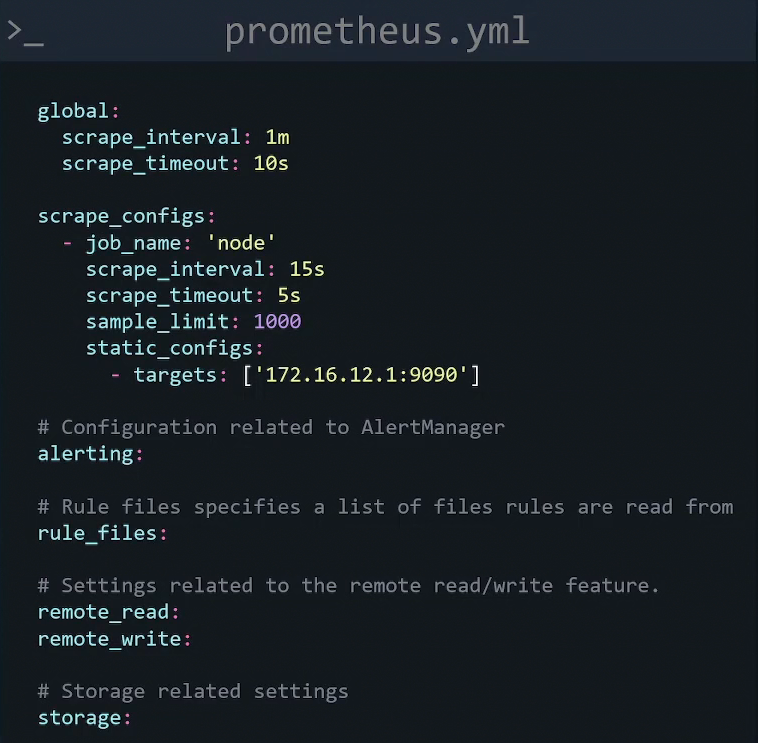 >_ prometheus.yml
global:
  scrape_interval: 1m
  scrape_timeout: 10s
scrape_configs:
  - job_name: 'node'
    scrape_interval: 15s
    scrape_timeout: 5s
    sample_limit: 1000
    static_configs:
      - targets: ['172.16.12.1:9090']
# Configuration related to AlertManager
alerting:
# Rule files specifies a list of files rules are read from
rule_files:
# Settings related to the remote read/write feature.
remote_read:
remote_write:
# Storage related settings
storage: